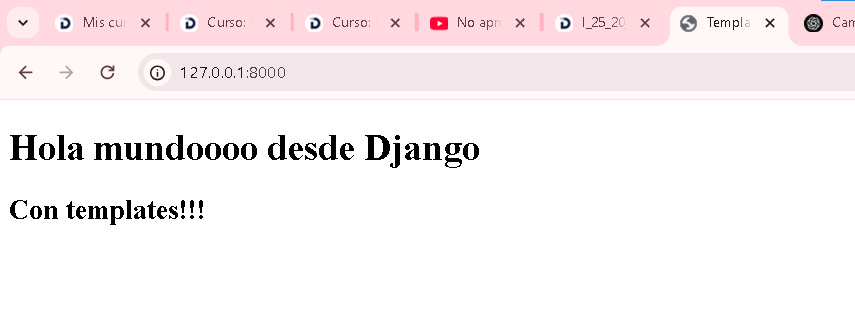 Mis cur
Curso:
Curso:
No apr
I_25_20
Templa
Cam
127.0.0.1:8000
Hola mundoooo desde Django
Con templates!!!